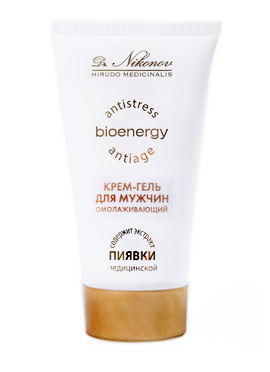 Dr. Nikonov
HIRUDO MEDICINALIS
antistress
bioenergy
antiage
КРЕМ-ГЕЛЬ
ДЛЯ МУЖЧИН
ОМОЛАЖИВАЮЩИЙ
содержит экстракт
ПИЯВКИ
медицинской